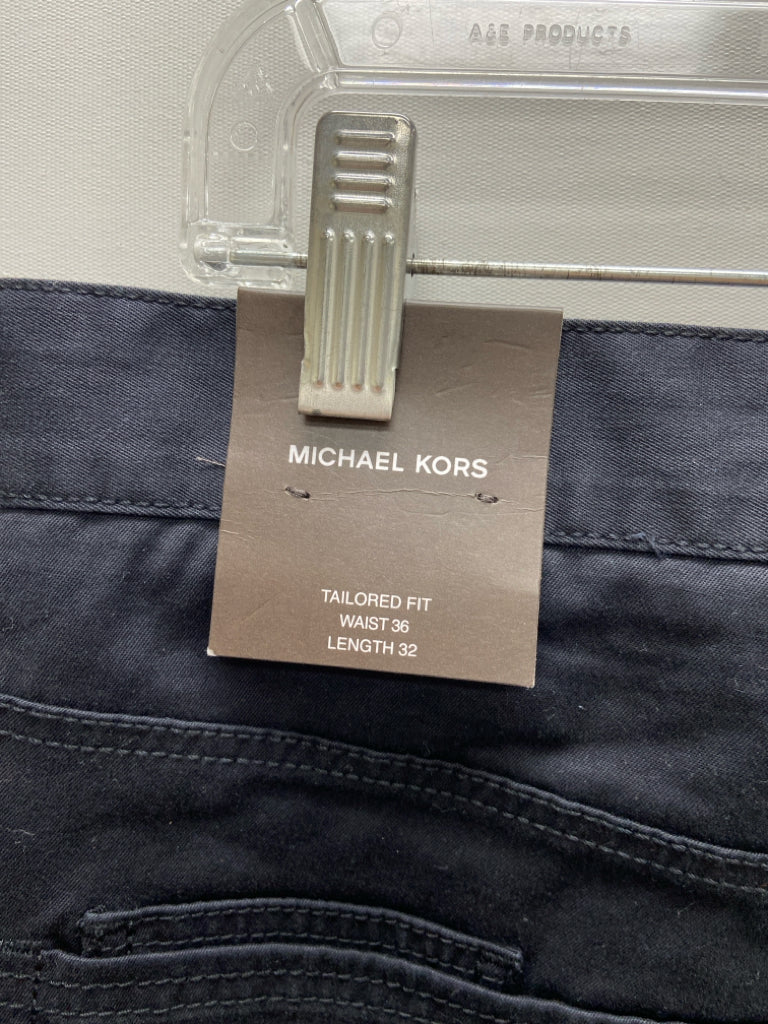 A&E PRODUCTS
MICHAEL KORS
TAILORED FIT
WAIST 36
LENGTH 32